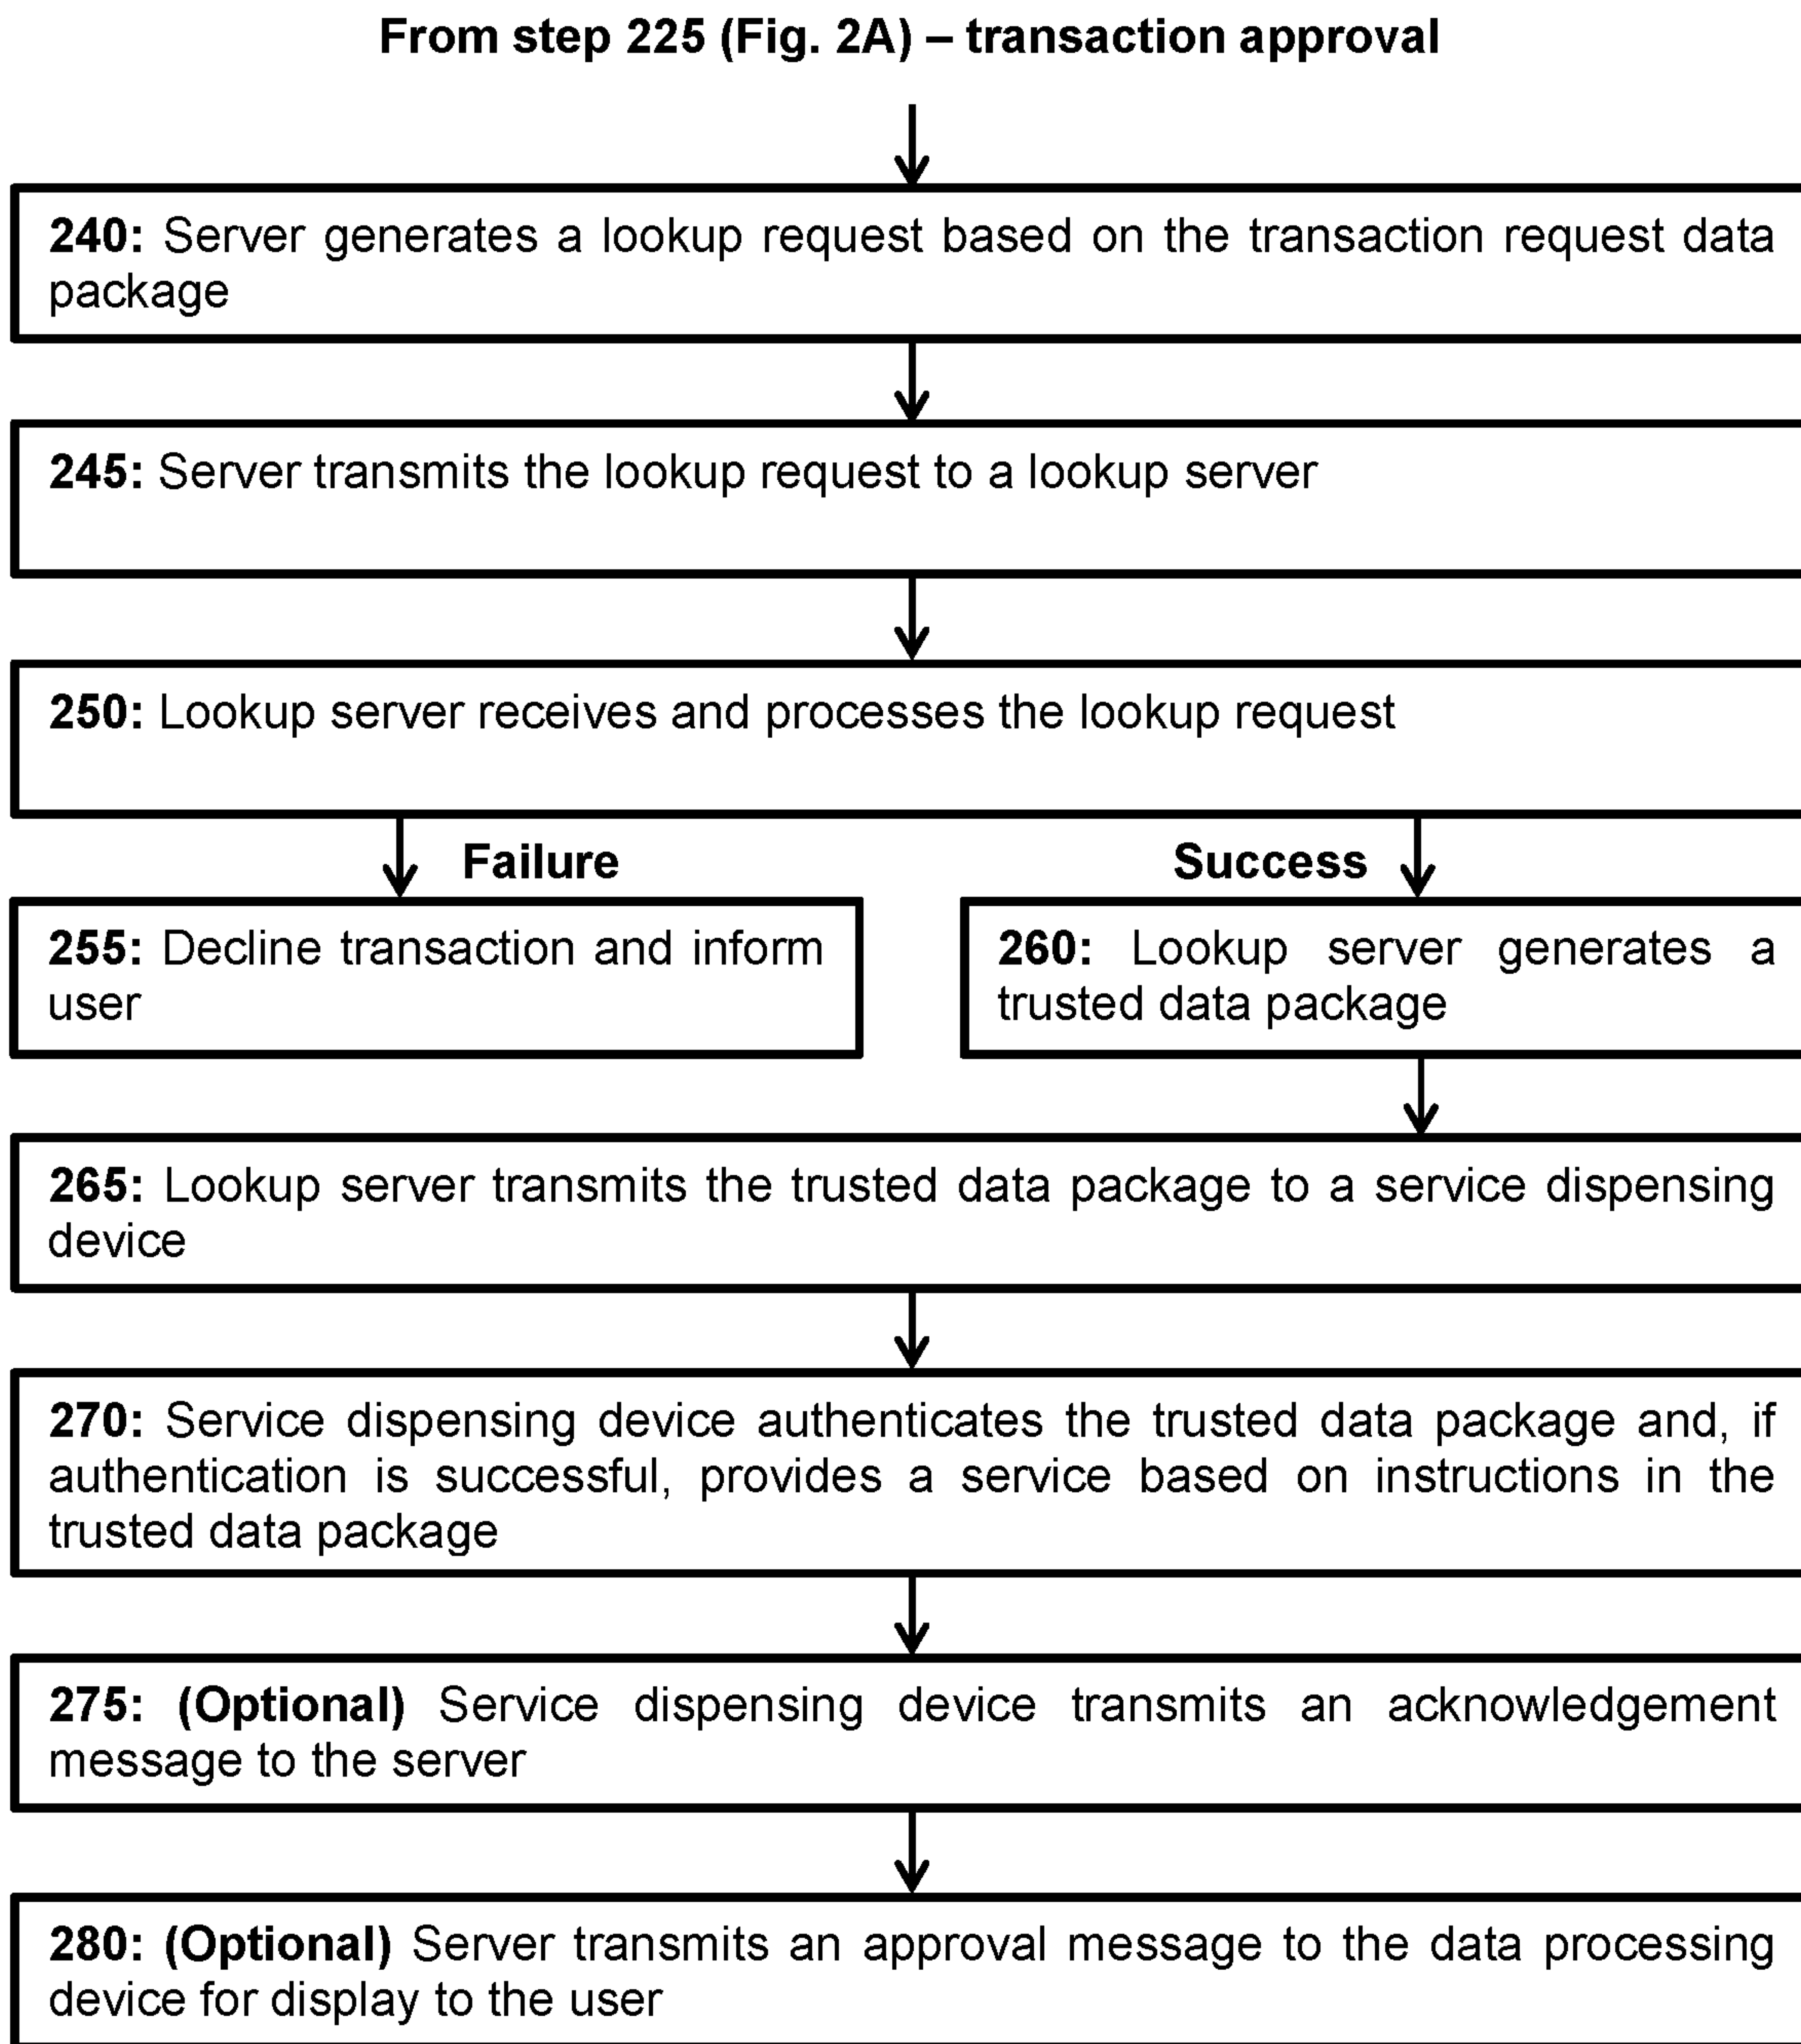 From step 225 (Fig. 2A) – transaction approval
240: Server generates a lookup request based on the transaction request data
package
245: Server transmits the lookup request to a lookup server
250: Lookup server receives and processes the lookup request
Failure
Success
255: Decline transaction and inform
user
260: Lookup server generates a
trusted data package
265: Lookup server transmits the trusted data package to a service dispensing
device
270: Service dispensing device authenticates the trusted data package and, if
authentication is successful, provides a service based on instructions in the
trusted data package
275: (Optional) Service dispensing device transmits an acknowledgement
message to the server
280: (Optional) Server transmits an approval message to the data processing
device for display to the user